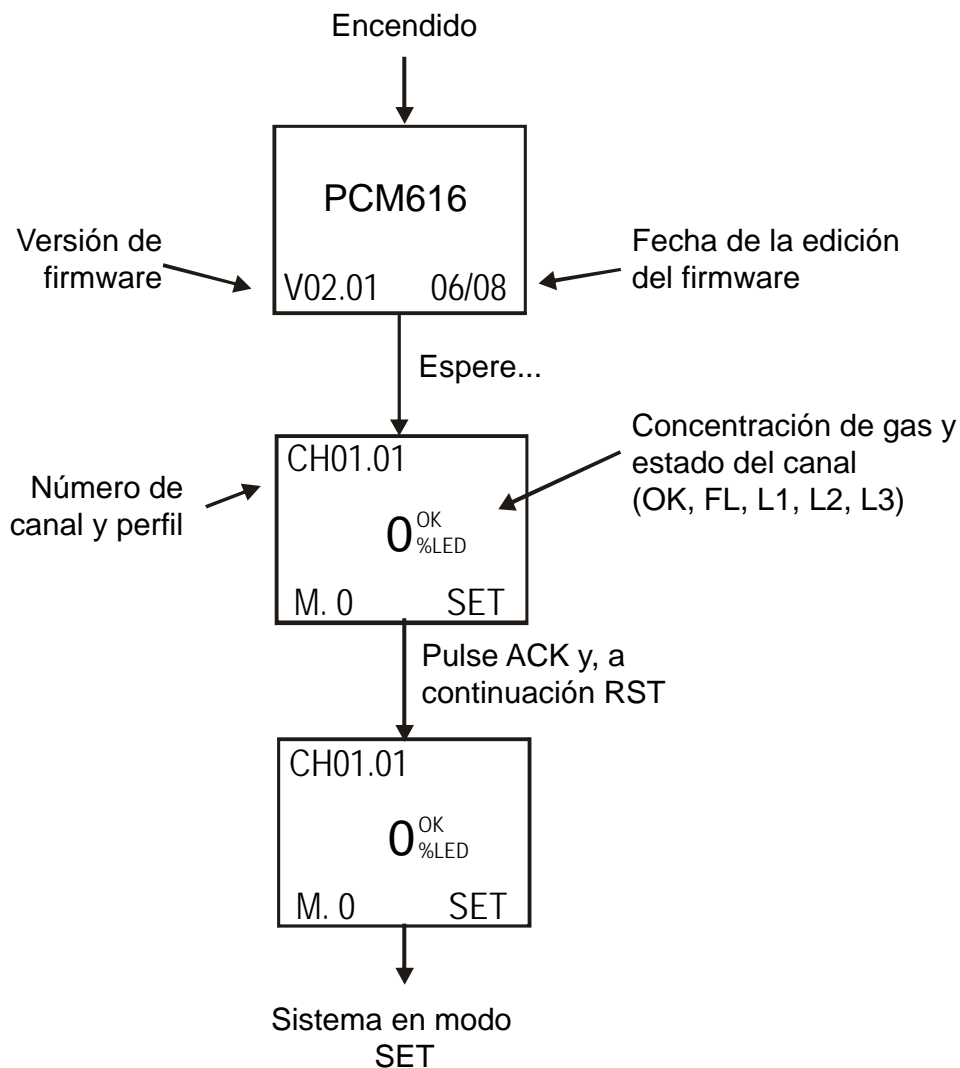 Encendido
PCM616
Versión de
firmware
V02.01 06/08
Fecha de la edición
del firmware
Espere...
CH01.01
Número de
canal y perfil
0 OK
%LED
M. 0 SET
Concentración de gas y
estado del canal
(OK, FL, L1, L2, L3)
Pulse ACK y, a
continuación RST
CH01.01
0 OK
%LED
M. 0 SET
Sistema en modo
SET